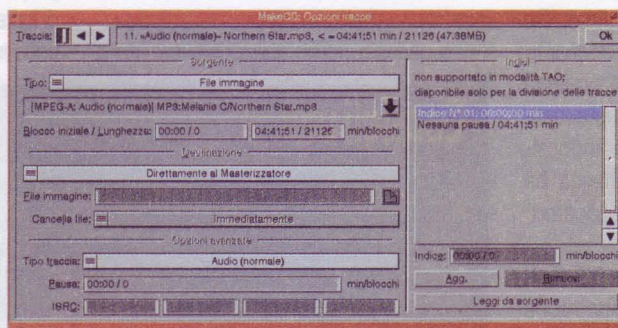 MakeCD: Opzioni tracce
Traccia: 11. «Audio (normale)» Northern Star.mp3, < =04:41;51 min / 21126 (47.38MB) Ok
Sorgente
Tipo: File immagine
[MPEG-A: Audio (normale)] MP3:Melanie C/Northern Star.mp3
Blocco iniziale / Lunghezza: 00:00 / 0 04:41;51 / 21126 min/blocchi
Destinazione
Direttamente al Masterizzatore
File immagine:
Cancella file: Immediatamente
Opzioni avanzate
Tipo traccia: Audio (normale)
Pausa: 00:00 / 0 min/blocchi
ISRC:
Indici
non supportato in modalità TAO;
disponibile solo per la divisione delle tracce
Indice N° 01: 00:00;00 min
Nessuna pausa / 04:41;51 min
Indice: 00:00 / 0 min/blocchi
Agg. Rimuovi
Leggi da sorgente